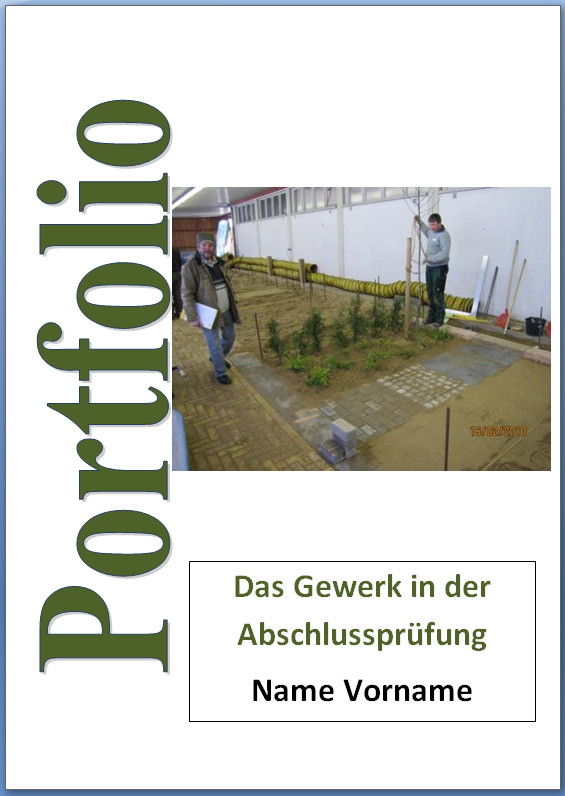 Portfolio
16/02/2010
Das Gewerk in der
Abschlussprüfung
Name Vorname